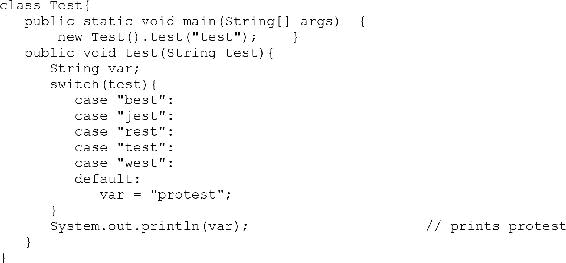 class Test{
   public static void main(String[] args)  {
       new Test().test("test");    }
   public void test(String test){
      String var;
      switch(test){
         case "best":
         case "jest":
         case "rest":
         case "test":
         case "west":
         default:
            var = "protest";
      }
      System.out.println(var);                    // prints protest
   }
}